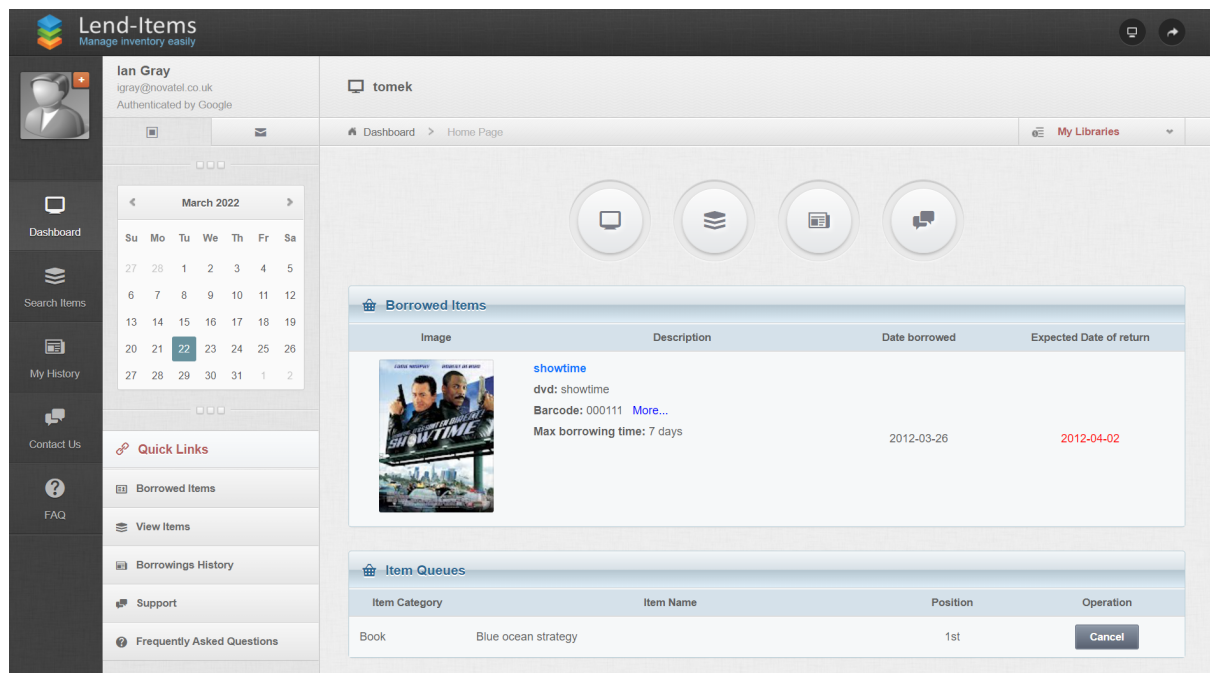 Lend-Items
Manage inventory easily
Ian Gray
igray@novatel.co.uk
Authenticated by Google
tomek
Dashboard > Home Page
My Libraries
Dashboard
Search Items
My History
Contact Us
FAQ
March 2022
Su Mo Tu We Th Fr Sa
27 28 1 2 3 4 5
6 7 8 9 10 11 12
13 14 15 16 17 18 19
20 21 22 23 24 25 26
27 28 29 30 31 1 2
Quick Links
Borrowed Items
View Items
Borrowings History
Support
Frequently Asked Questions
Borrowed Items
Image Description Date borrowed Expected Date of return
SHOWTIME
showtime
dvd: showtime
Barcode: 000111 More...
Max borrowing time: 7 days
2012-03-26 2012-04-02
Item Queues
Item Category Item Name Position Operation
Book Blue ocean strategy 1st Cancel